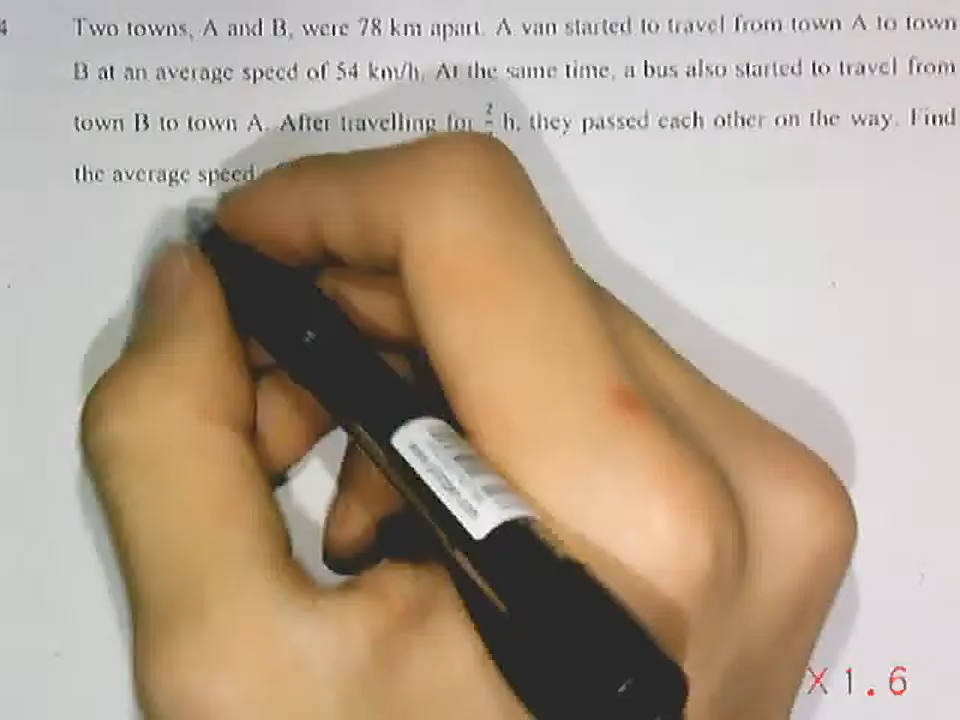 4 Two towns, A and B, were 78 km apart. A van started to travel from town A to town
B at an average speed of 54 km/h. At the same time, a bus also started to travel from
town B to town A. After travelling for 2 h, they passed each other on the way. Find
the average speed
X1.6